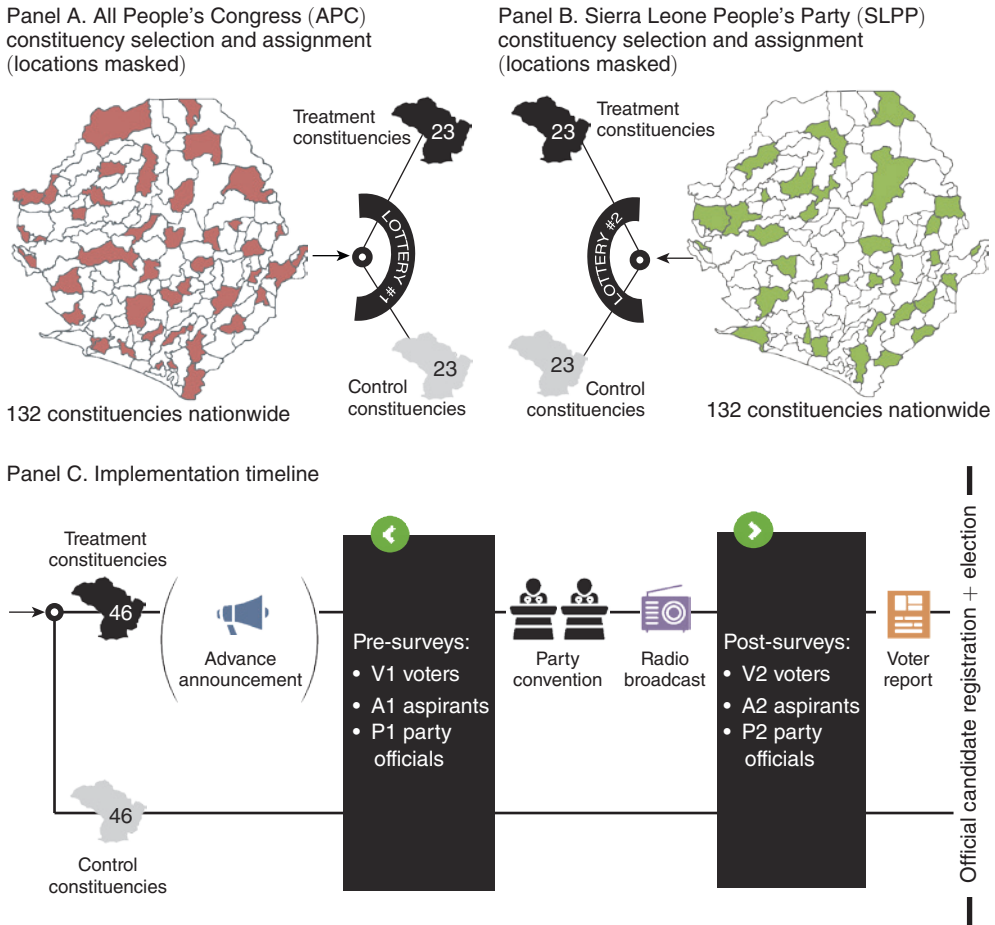 Panel A. All People's Congress (APC)
constituency selection and assignment
(locations masked)
Treatment
constituencies
23
LOTTERY #1
23
Control
constituencies
132 constituencies nationwide
Panel B. Sierra Leone People's Party (SLPP)
constituency selection and assignment
(locations masked)
23
Treatment
constituencies
LOTTERY #2
23
Control
constituencies
132 constituencies nationwide
Panel C. Implementation timeline
Treatment
constituencies
46
Advance
announcement
Pre-surveys:
• V1 voters
• A1 aspirants
• P1 party
officials
Party
convention
Radio
broadcast
Post-surveys:
• V2 voters
• A2 aspirants
• P2 party
officials
Voter
report
46
Control
constituencies
Official candidate registration + election